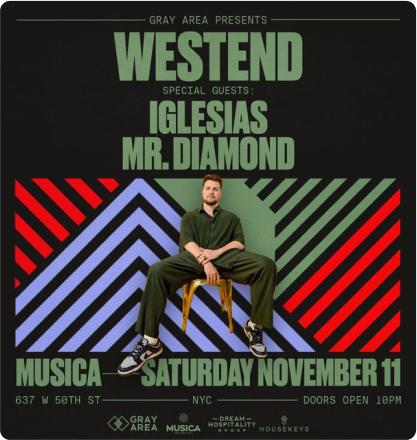 GRAY AREA PRESENTS
WESTEND
SPECIAL GUESTS:
IGLESIAS
MR. DIAMOND
MUSICA SATURDAY NOVEMBER 11
637 W 50TH ST NYC DOORS OPEN 10PM
GRAY AREA MUSICA DREAM HOSPITALITY GROUP HOUSEKEYS